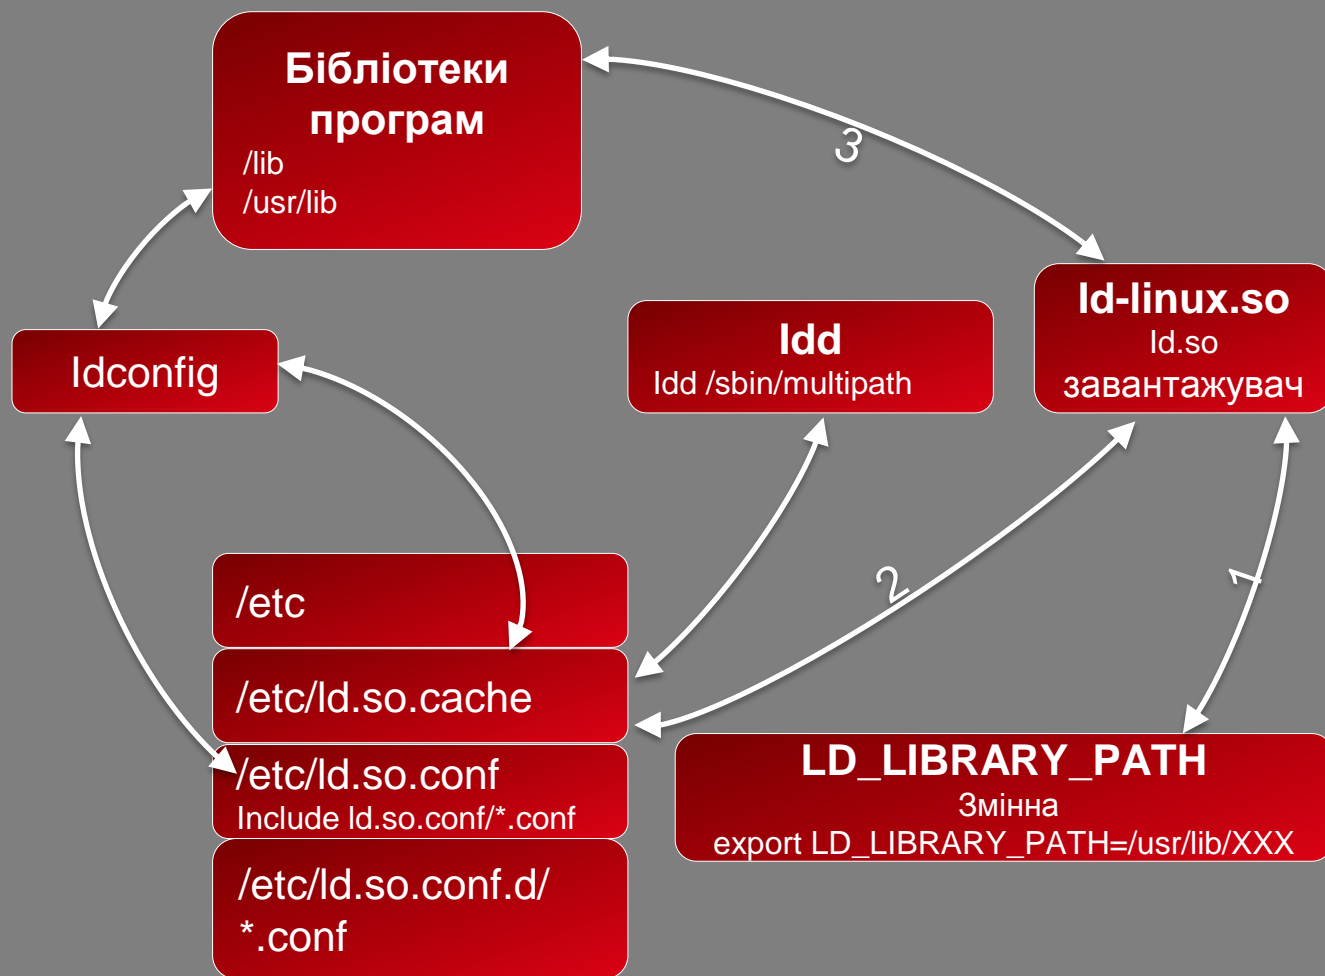 Бібліотеки
програм
/lib
/usr/lib
3
ld-linux.so
ld.so
завантажувач
ldd
ldd /sbin/multipath
ldconfig
/etc
2
1
/etc/ld.so.cache
/etc/ld.so.conf
Include ld.so.conf/*.conf
LD_LIBRARY_PATH
Змінна
export LD_LIBRARY_PATH=/usr/lib/XXX
/etc/ld.so.conf.d/
*.conf